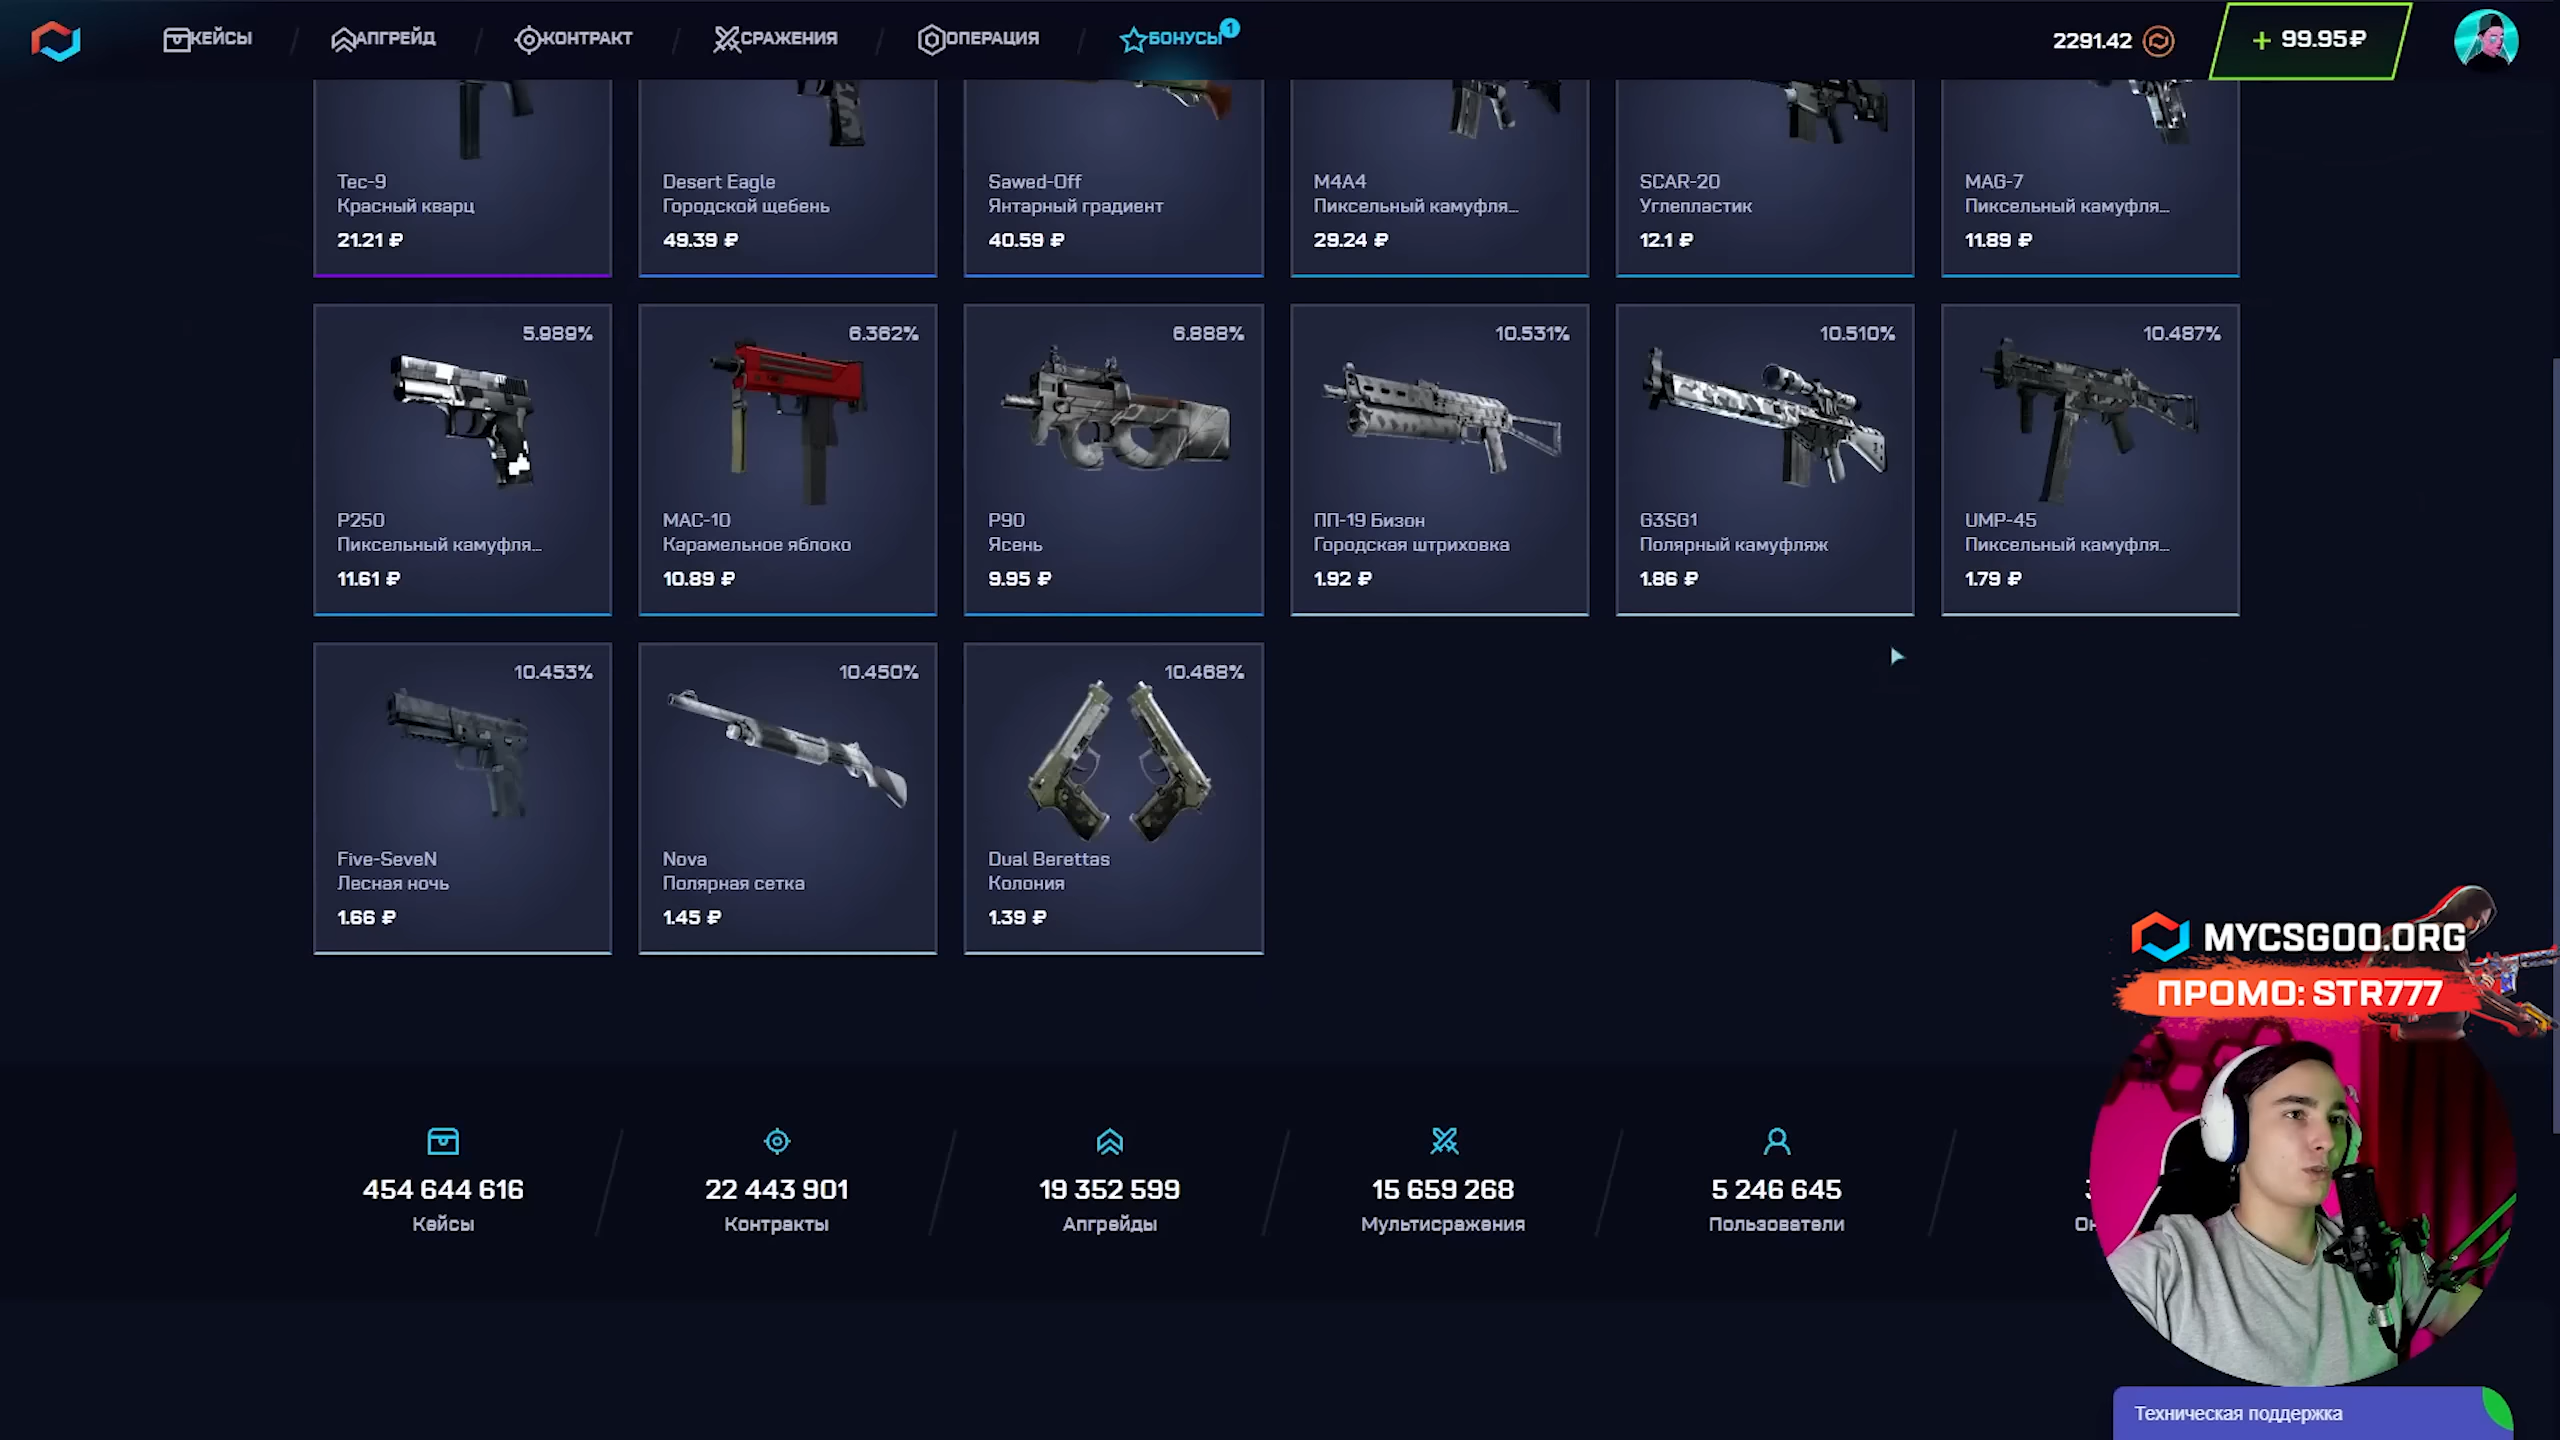 КЕЙСЫ
АПГРЕЙД
КОНТРАКТ
СРАЖЕНИЯ
ОПЕРАЦИЯ
БОНУСЫ
1
2291.42
+ 99.95₽
Tec-9
Красный кварц
21.21 ₽
Desert Eagle
Городской щебень
49.39 ₽
Sawed-Off
Янтарный градиент
40.59 ₽
M4A4
Пиксельный камуфля...
29.24 ₽
SCAR-20
Углепластик
12.1 ₽
MAG-7
Пиксельный камуфля...
11.89 ₽
5.989%
P250
Пиксельный камуфля...
11.61 ₽
6.362%
MAC-10
Карамельное яблоко
10.89 ₽
6.888%
P90
Ясень
9.95 ₽
10.531%
ПП-19 Бизон
Городская штриховка
1.92 ₽
10.510%
G3SG1
Полярный камуфляж
1.86 ₽
10.487%
UMP-45
Пиксельный камуфля...
1.79 ₽
10.453%
Five-SeveN
Лесная ночь
1.66 ₽
10.450%
Nova
Полярная сетка
1.45 ₽
10.468%
Dual Berettas
Колония
1.39 ₽
MYCSGOO.ORG
ПРОМО: STR777
454 644 616
Кейсы
22 443 901
Контракты
19 352 599
Апгрейды
15 659 268
Мультисражения
5 246 645
Пользователи
Техническая поддержка